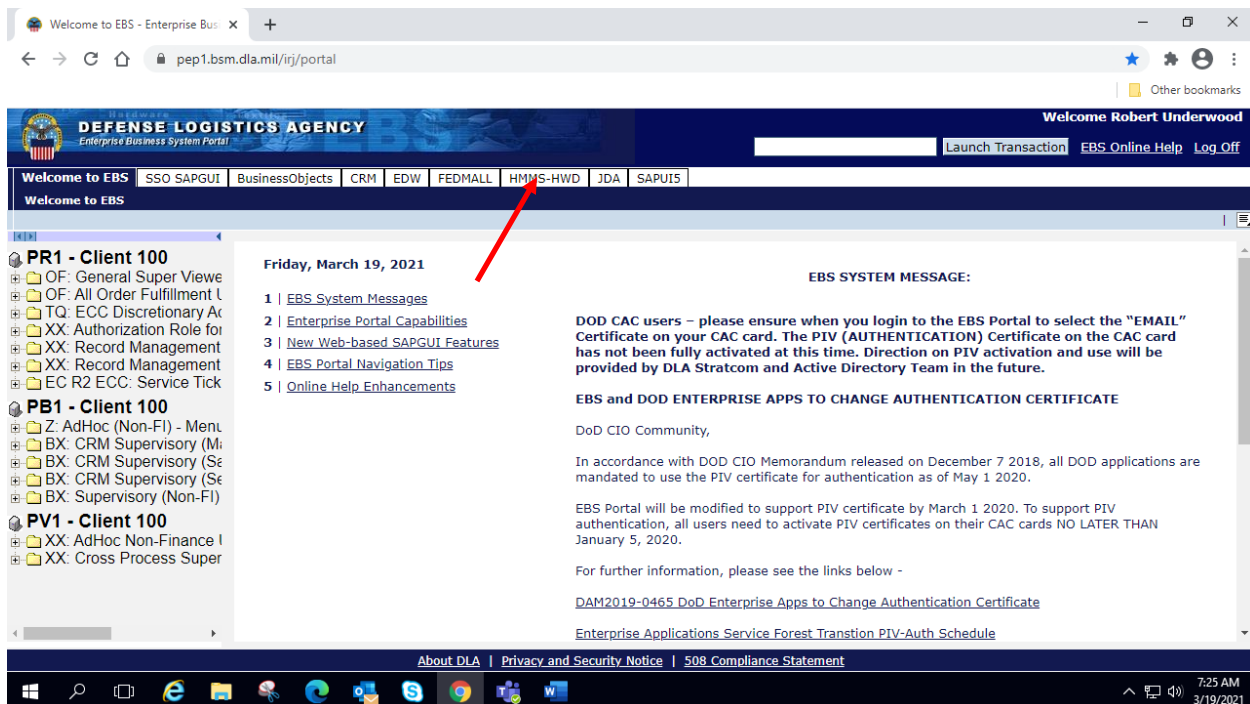 Welcome to EBS - Enterprise Busi
pep1.bsm.dla.mil/irj/portal
Other bookmarks
DEFENSE LOGISTICS AGENCY
Enterprise Business System Portal
Welcome Robert Underwood
Launch Transaction EBS Online Help Log Off
Welcome to EBS SSO SAPGUI BusinessObjects CRM EDW FEDMALL HMMS-HWD JDA SAPUI5
Welcome to EBS
PR1 - Client 100
OF: General Super Viewe
OF: All Order Fulfillment U
TQ: ECC Discretionary Ac
XX: Authorization Role for
XX: Record Management
XX: Record Management
EC R2 ECC: Service Tick
PB1 - Client 100
Z: AdHoc (Non-FI) - Menu
BX: CRM Supervisory (Ma
BX: CRM Supervisory (Sa
BX: CRM Supervisory (Se
BX: Supervisory (Non-FI)
PV1 - Client 100
XX: AdHoc Non-Finance U
XX: Cross Process Super
Friday, March 19, 2021
1 | EBS System Messages
2 | Enterprise Portal Capabilities
3 | New Web-based SAPGUI Features
4 | EBS Portal Navigation Tips
5 | Online Help Enhancements
EBS SYSTEM MESSAGE:
DOD CAC users – please ensure when you login to the EBS Portal to select the “EMAIL”
Certificate on your CAC card. The PIV (AUTHENTICATION) Certificate on the CAC card
has not been fully activated at this time. Direction on PIV activation and use will be
provided by DLA Stratcom and Active Directory Team in the future.
EBS and DOD ENTERPRISE APPS TO CHANGE AUTHENTICATION CERTIFICATE
DoD CIO Community,
In accordance with DOD CIO Memorandum released on December 7 2018, all DOD applications are
mandated to use the PIV certificate for authentication as of May 1 2020.
EBS Portal will be modified to support PIV certificate by March 1 2020. To support PIV
authentication, all users need to activate PIV certificates on their CAC cards NO LATER THAN
January 5, 2020.
For further information, please see the links below -
DAM2019-0465 DoD Enterprise Apps to Change Authentication Certificate
Enterprise Applications Service Forest Transtion PIV-Auth Schedule
About DLA | Privacy and Security Notice | 508 Compliance Statement
7:25 AM
3/19/2021